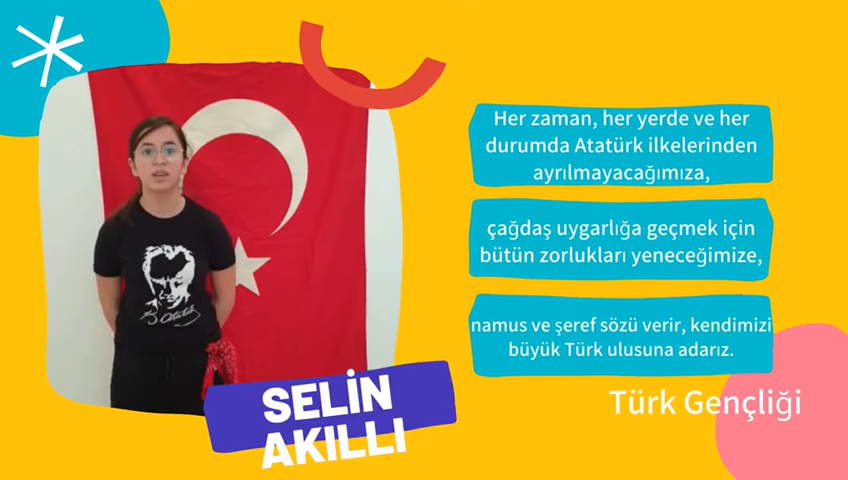 Her zaman, her yerde ve her
durumda Atatürk ilkelerinden
ayrılmayacağımıza,
çağdaş uygarlığa geçmek için
bütün zorlukları yeneceğimize,
namus ve şeref sözü verir, kendimizi
büyük Türk ulusuna adarız.
Türk Gençliği
SELİN
AKILLI
K. Atatürk